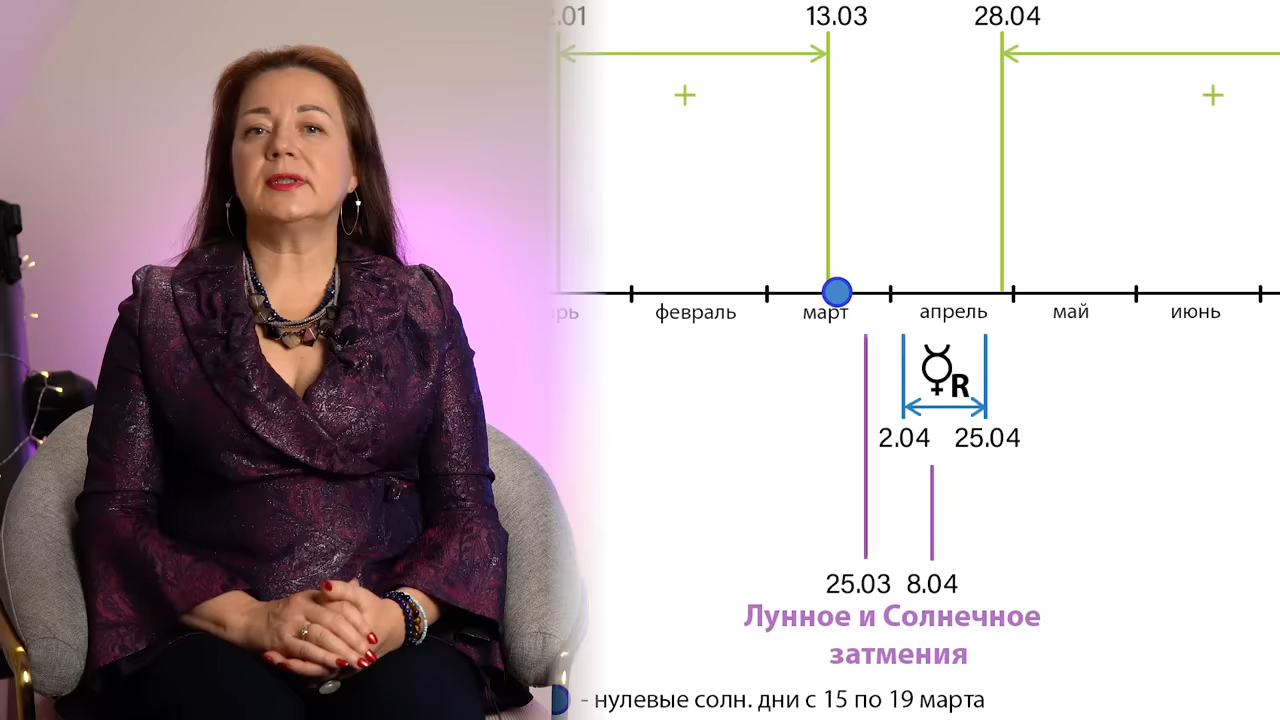 13.03
28.04
февраль
март
апрель
май
июнь
R
2.04
25.04
25.03
8.04
Лунное и Солнечное
затмения
- нулевые солн. дни с 15 по 19 марта